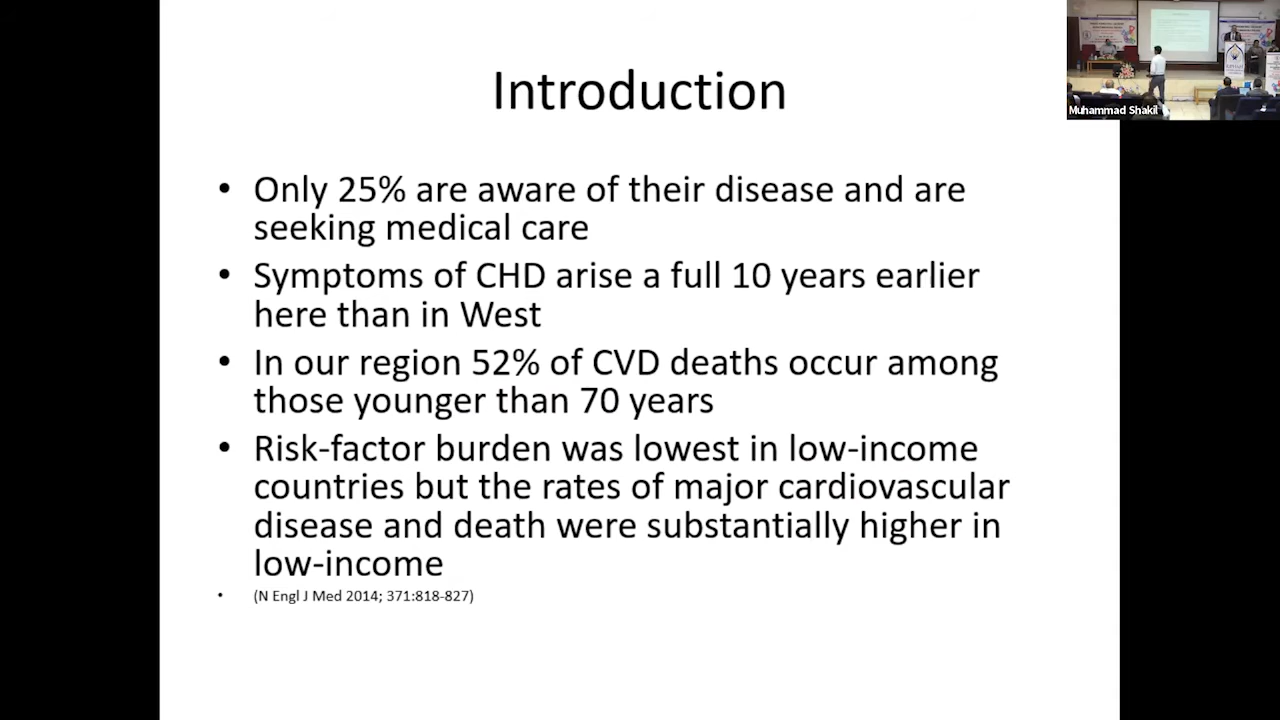 Introduction
• Only 25% are aware of their disease and are
seeking medical care
• Symptoms of CHD arise a full 10 years earlier
here than in West
• In our region 52% of CVD deaths occur among
those younger than 70 years
• Risk-factor burden was lowest in low-income
countries but the rates of major cardiovascular
disease and death were substantially higher in
low-income
• (N Engl J Med 2014; 371:818-827)
Muhammad Shakil